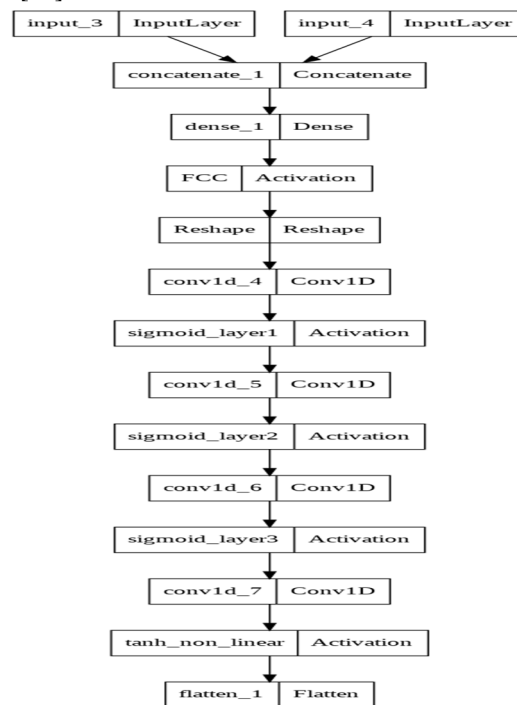 input_3 InputLayer input_4 InputLayer
concatenate_1 Concatenate
dense_1 Dense
FCC Activation
Reshape Reshape
conv1d_4 Conv1D
sigmoid_layer1 Activation
conv1d_5 Conv1D
sigmoid_layer2 Activation
conv1d_6 Conv1D
sigmoid_layer3 Activation
conv1d_7 Conv1D
tanh_non_linear Activation
flatten_1 Flatten